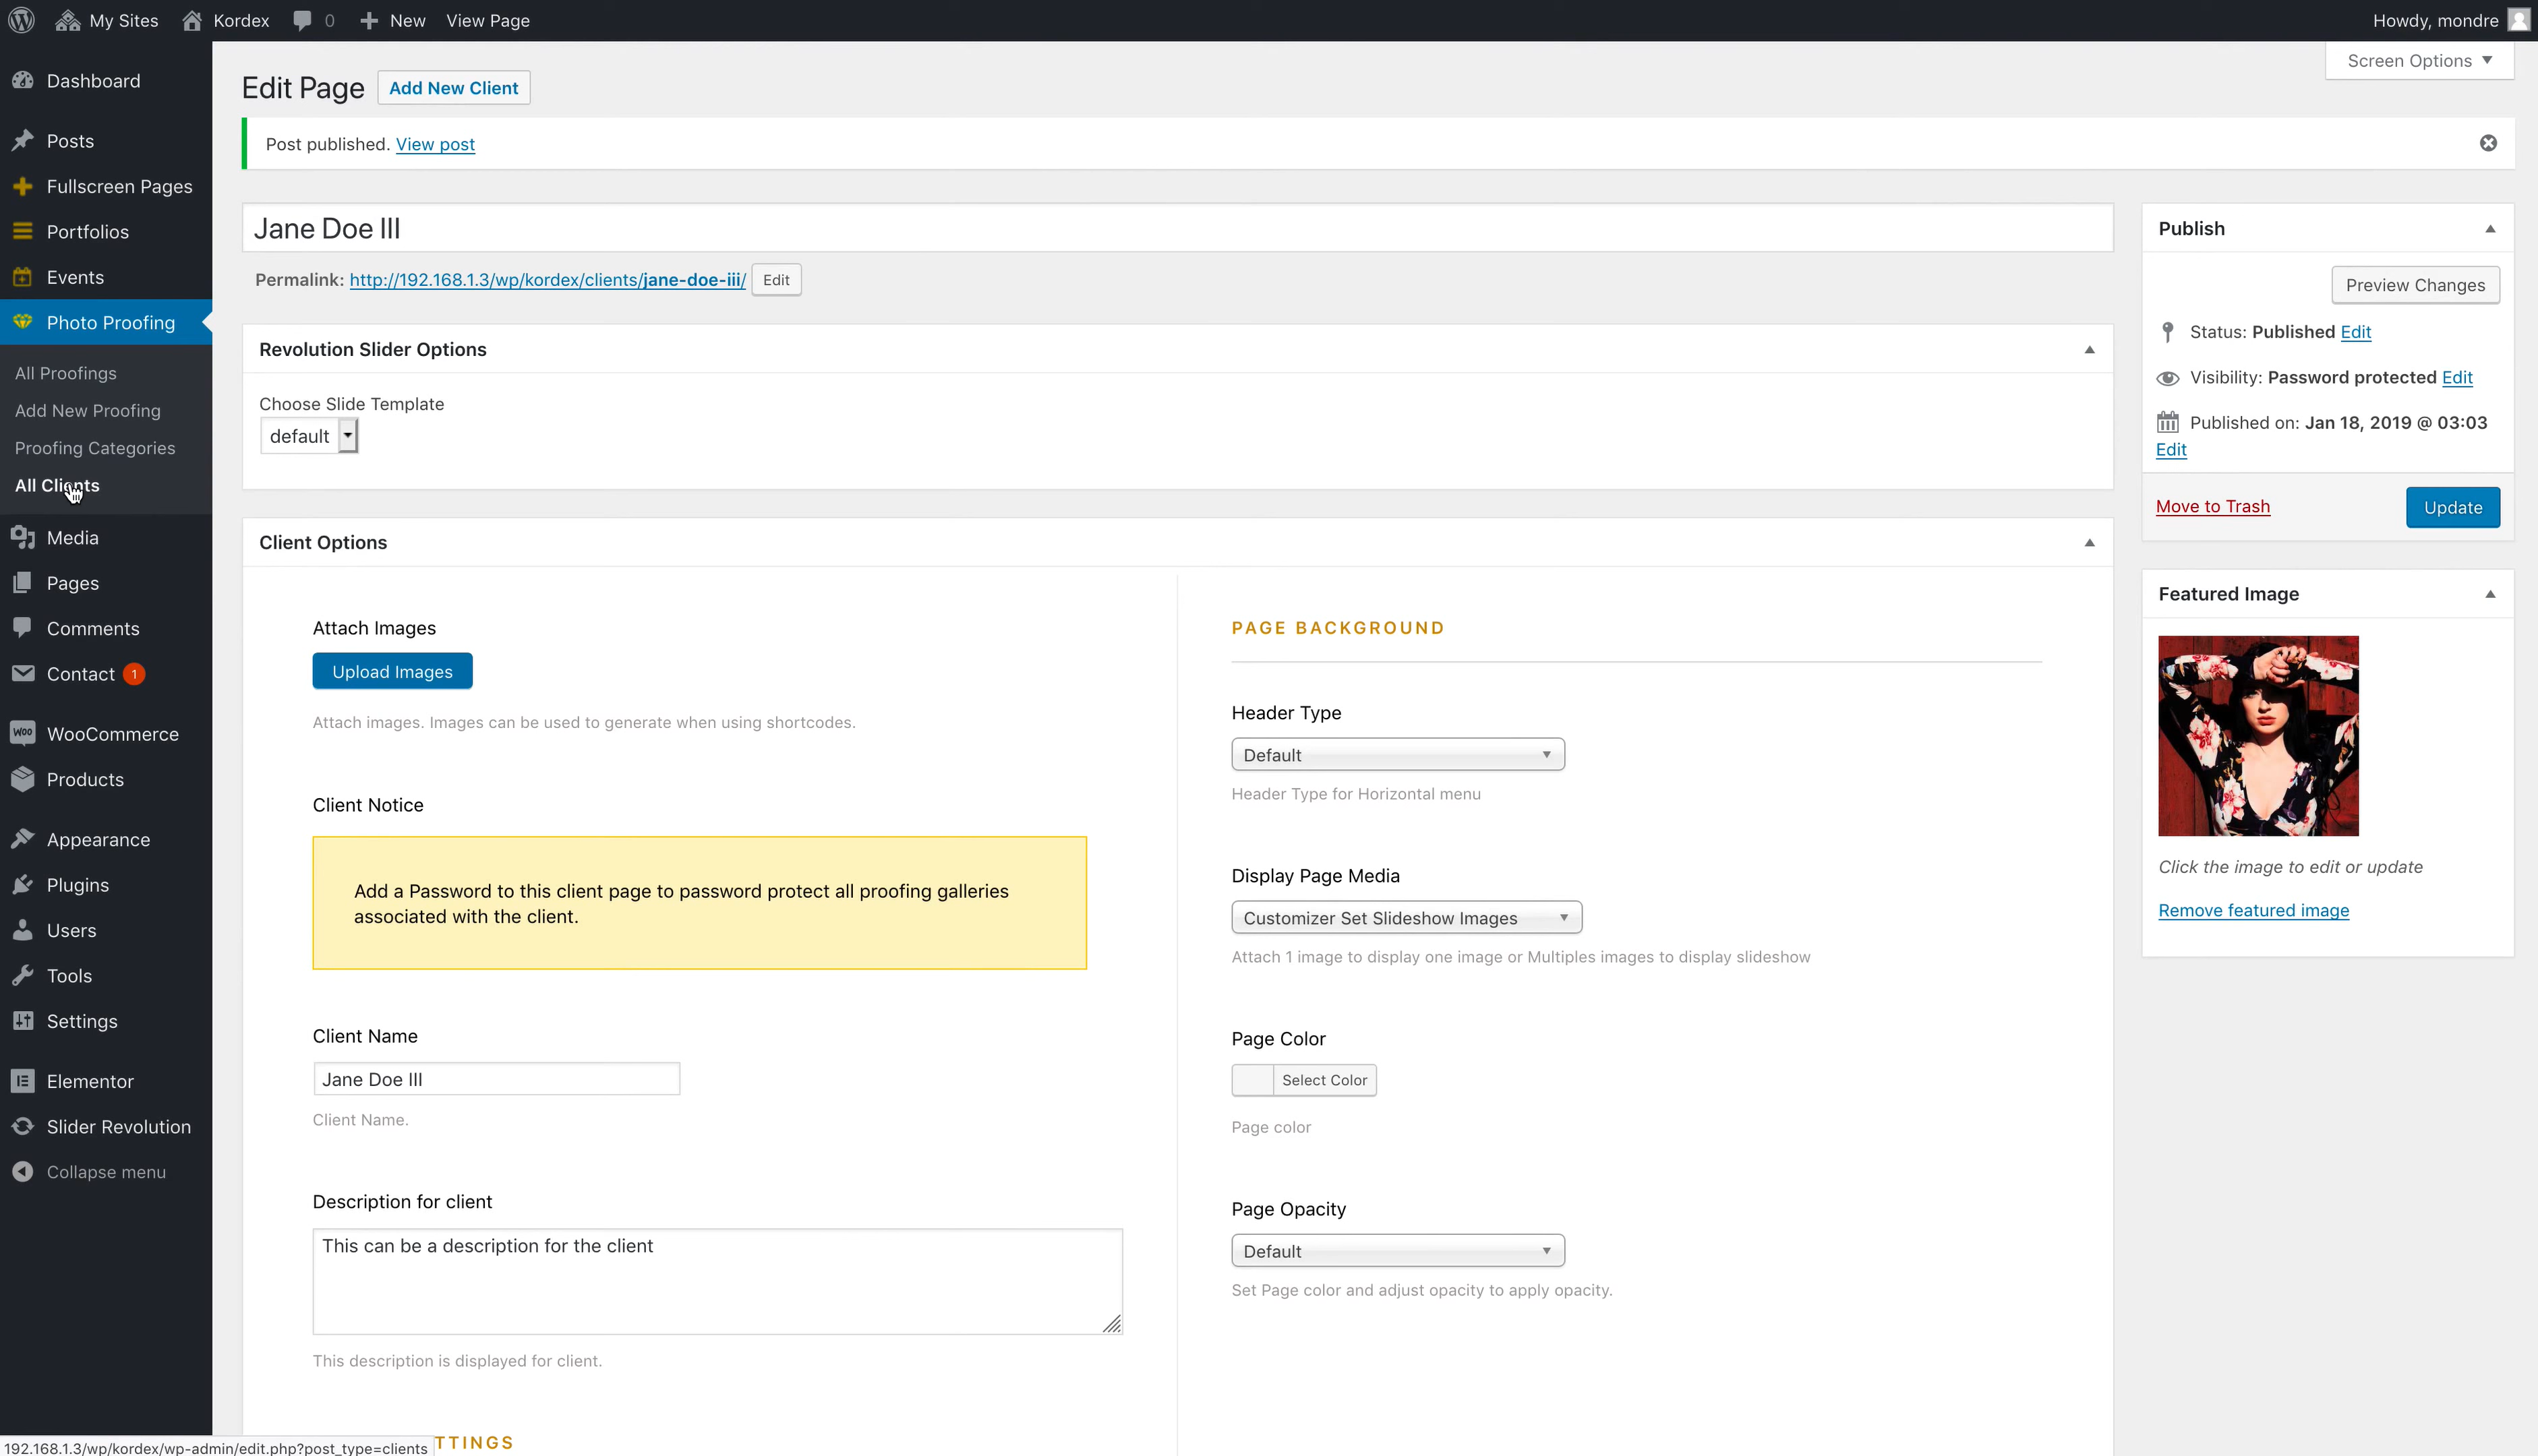 My Sites Kordex 0 New View Page Howdy, mondre
Screen Options
Dashboard
Posts
Fullscreen Pages
Portfolios
Events
Photo Proofing
All Proofings
Add New Proofing
Proofing Categories
All Clients
Media
Pages
Comments
Contact 1
WooCommerce
Products
Appearance
Plugins
Users
Tools
Settings
Elementor
Slider Revolution
Collapse menu
192.168.1.3/wp/kordex/wp-admin/edit.php?post_type=clients
Edit Page Add New Client
Post published. View post
Jane Doe III
Permalink: http://192.168.1.3/wp/kordex/clients/jane-doe-iii/ Edit
Revolution Slider Options
Choose Slide Template
default
Client Options
Attach Images
Upload Images
Attach images. Images can be used to generate when using shortcodes.
Client Notice
Add a Password to this client page to password protect all proofing galleries
associated with the client.
Client Name
Jane Doe III
Client Name.
Description for client
This can be a description for the client
This description is displayed for client.
TTINGS
PAGE BACKGROUND
Header Type
Default
Header Type for Horizontal menu
Display Page Media
Customizer Set Slideshow Images
Attach 1 image to display one image or Multiples images to display slideshow
Page Color
Select Color
Page color
Page Opacity
Default
Set Page color and adjust opacity to apply opacity.
Publish
Preview Changes
Status: Published Edit
Visibility: Password protected Edit
Published on: Jan 18, 2019 @ 03:03
Edit
Move to Trash Update
Featured Image
Click the image to edit or update
Remove featured image